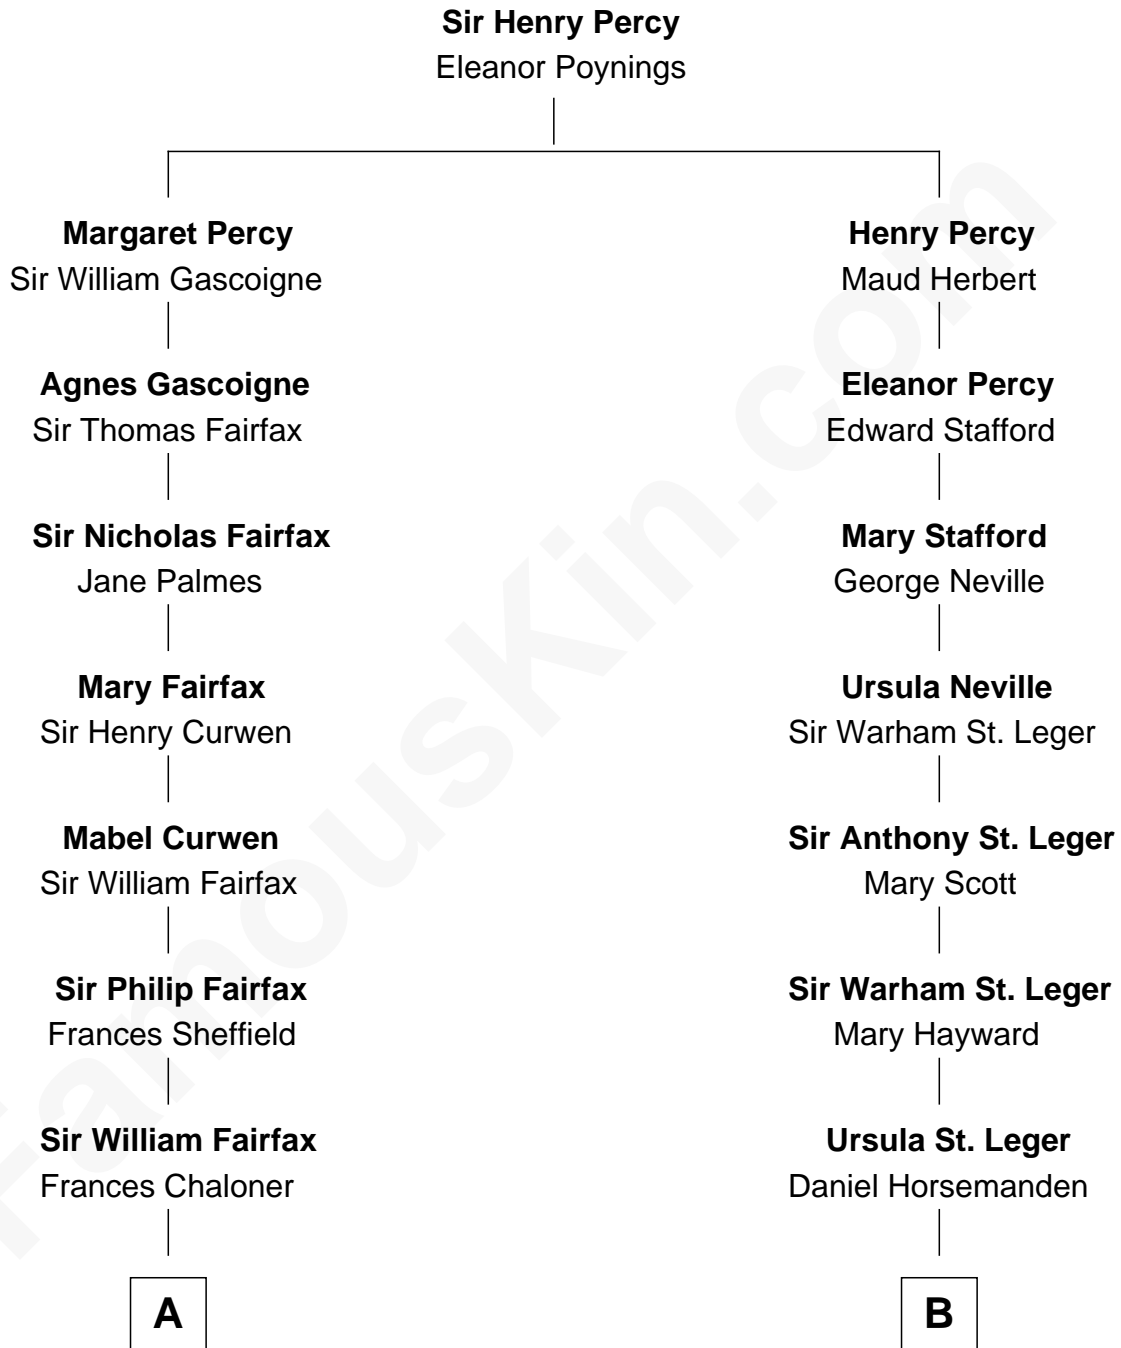 Sir Henry Percy
Eleanor Poynings
Margaret Percy
Sir William Gascoigne
Henry Percy
Maud Herbert
Agnes Gascoigne
Sir Thomas Fairfax
Eleanor Percy
Edward Stafford
Sir Nicholas Fairfax
Jane Palmes
Mary Stafford
George Neville
Mary Fairfax
Sir Henry Curwen
Ursula Neville
Sir Warham St. Leger
Mabel Curwen
Sir William Fairfax
Sir Anthony St. Leger
Mary Scott
Sir Philip Fairfax
Frances Sheffield
Sir Warham St. Leger
Mary Hayward
Sir William Fairfax
Frances Chaloner
Ursula St. Leger
Daniel Horsemanden
A
B
FamousKin.com